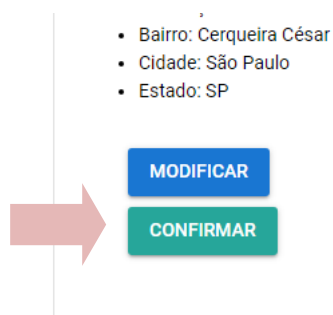 • Bairro: Cerqueira César
• Cidade: São Paulo
• Estado: SP
MODIFICAR
CONFIRMAR